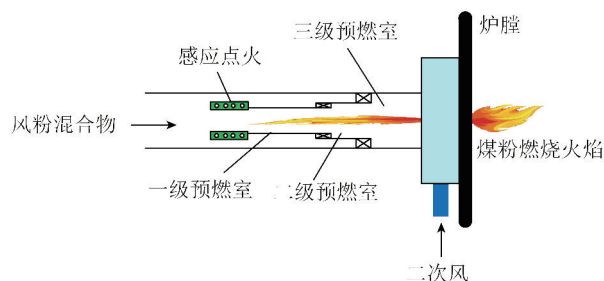 三级预燃室
炉膛
感应点火
风粉混合物
煤粉燃烧火焰
一级预燃室
二级预燃室
二次风